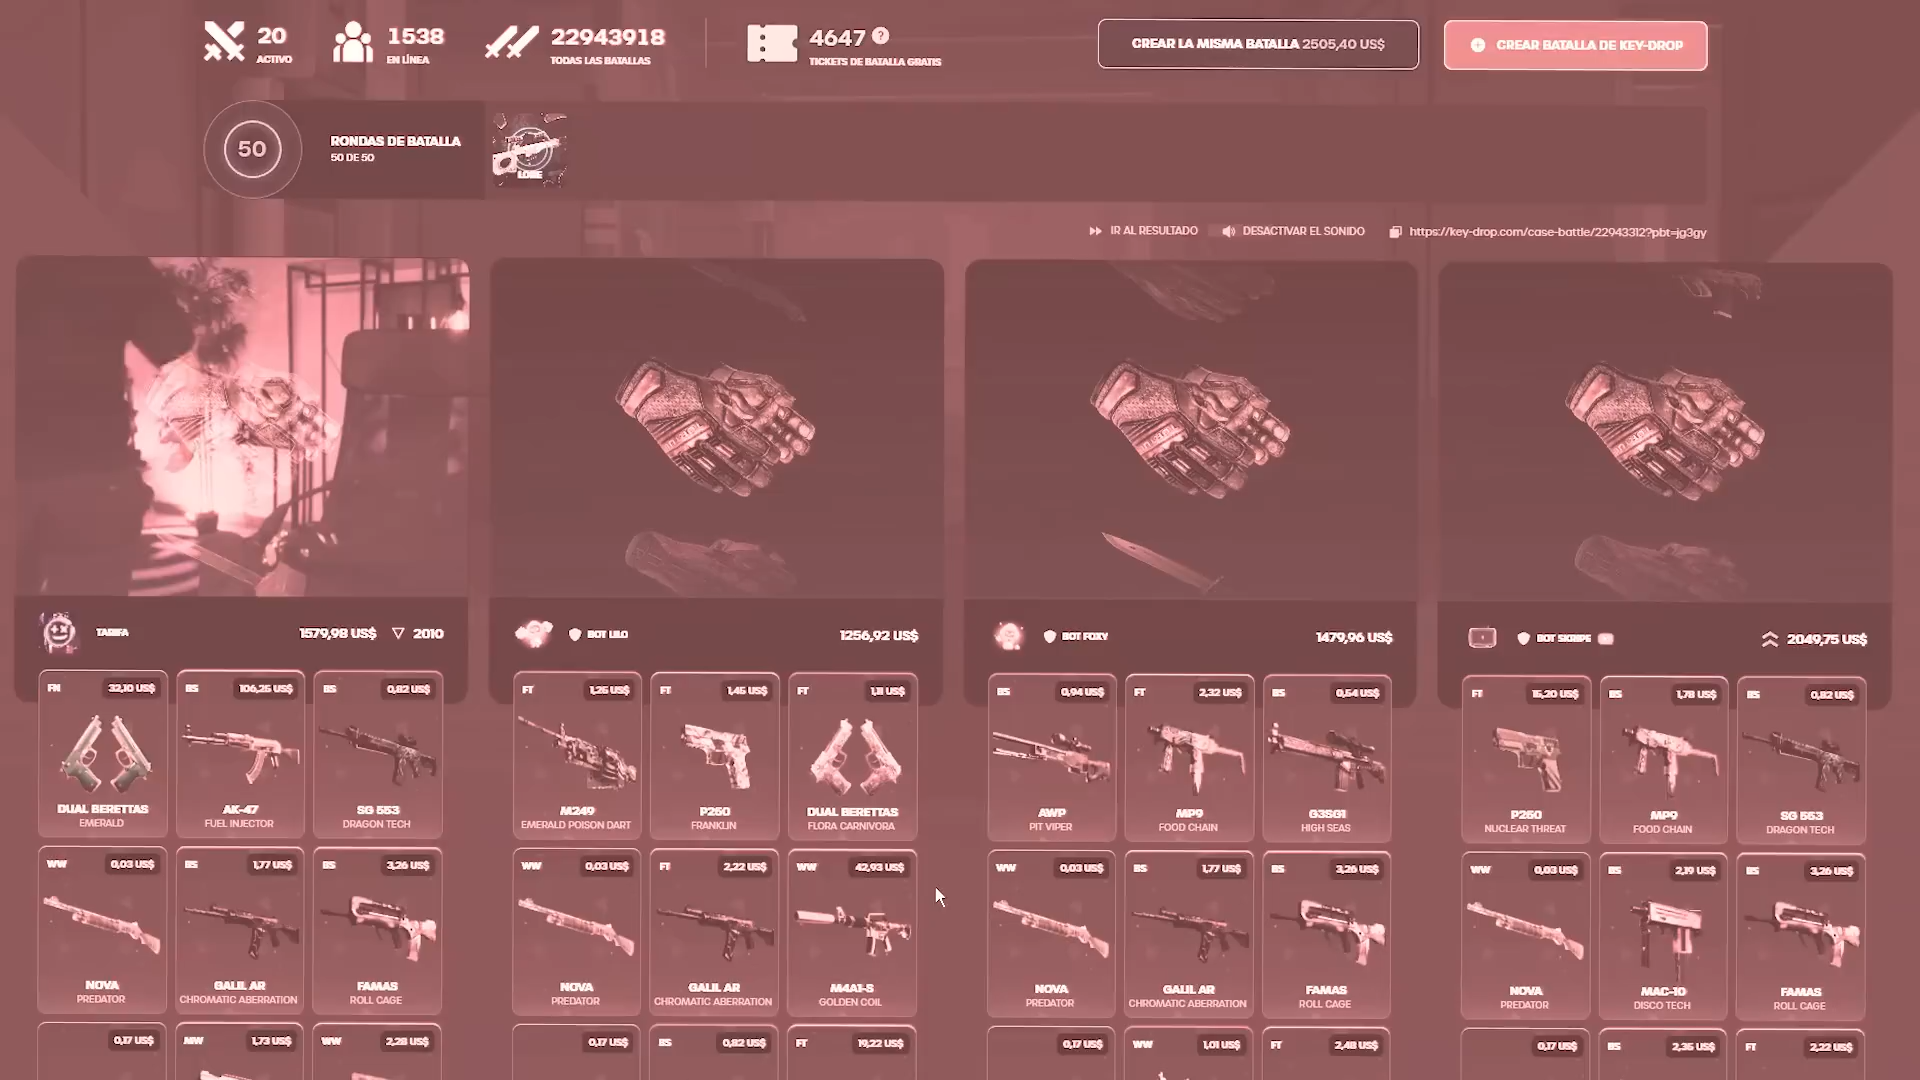 20
ACTIVO
1538
EN LÍNEA
22943918
TODAS LAS BATALLAS
4647 ?
TICKETS DE BATALLA GRATIS
CREAR LA MISMA BATALLA 2505,40 US$
CREAR BATALLA DE KEY-DROP
50
RONDAS DE BATALLA
50 DE 50
LORE
IR AL RESULTADO
DESACTIVAR EL SONIDO
https://key-drop.com/case-battle/22943312?pbt=jg3gy
TARIFA
1579,98 US$
2010
BOT LILO
1256,92 US$
BOT FOXY
1479,96 US$
BOT SKRIPE
2049,75 US$
FN 32,10 US$
DUAL BERETTAS
EMERALD
BS 106,25 US$
AK-47
FUEL INJECTOR
BS 0,82 US$
SG 553
DRAGON TECH
FT 1,25 US$
M249
EMERALD POISON DART
FT 1,45 US$
P250
FRANKLIN
FT 1,11 US$
DUAL BERETTAS
FLORA CARNIVORA
BS 0,94 US$
AWP
PIT VIPER
FT 2,32 US$
MP9
FOOD CHAIN
BS 0,54 US$
G3SG1
HIGH SEAS
FT 15,20 US$
P250
NUCLEAR THREAT
BS 1,78 US$
MP9
FOOD CHAIN
BS 0,82 US$
SG 553
DRAGON TECH
WW 0,03 US$
NOVA
PREDATOR
BS 1,77 US$
GALIL AR
CHROMATIC ABERRATION
BS 3,26 US$
FAMAS
ROLL CAGE
WW 0,03 US$
NOVA
PREDATOR
FT 2,22 US$
GALIL AR
CHROMATIC ABERRATION
WW 42,93 US$
M4A1-S
GOLDEN COIL
WW 0,03 US$
NOVA
PREDATOR
BS 1,77 US$
GALIL AR
CHROMATIC ABERRATION
BS 3,26 US$
FAMAS
ROLL CAGE
WW 0,03 US$
NOVA
PREDATOR
BS 2,19 US$
MAC-10
DISCO TECH
BS 3,26 US$
FAMAS
ROLL CAGE
0,17 US$
MW 1,73 US$
WW 2,28 US$
0,17 US$
BS 0,82 US$
FT 19,22 US$
0,17 US$
WW 1,01 US$
FT 2,48 US$
0,17 US$
BS 2,35 US$
FT 2,22 US$